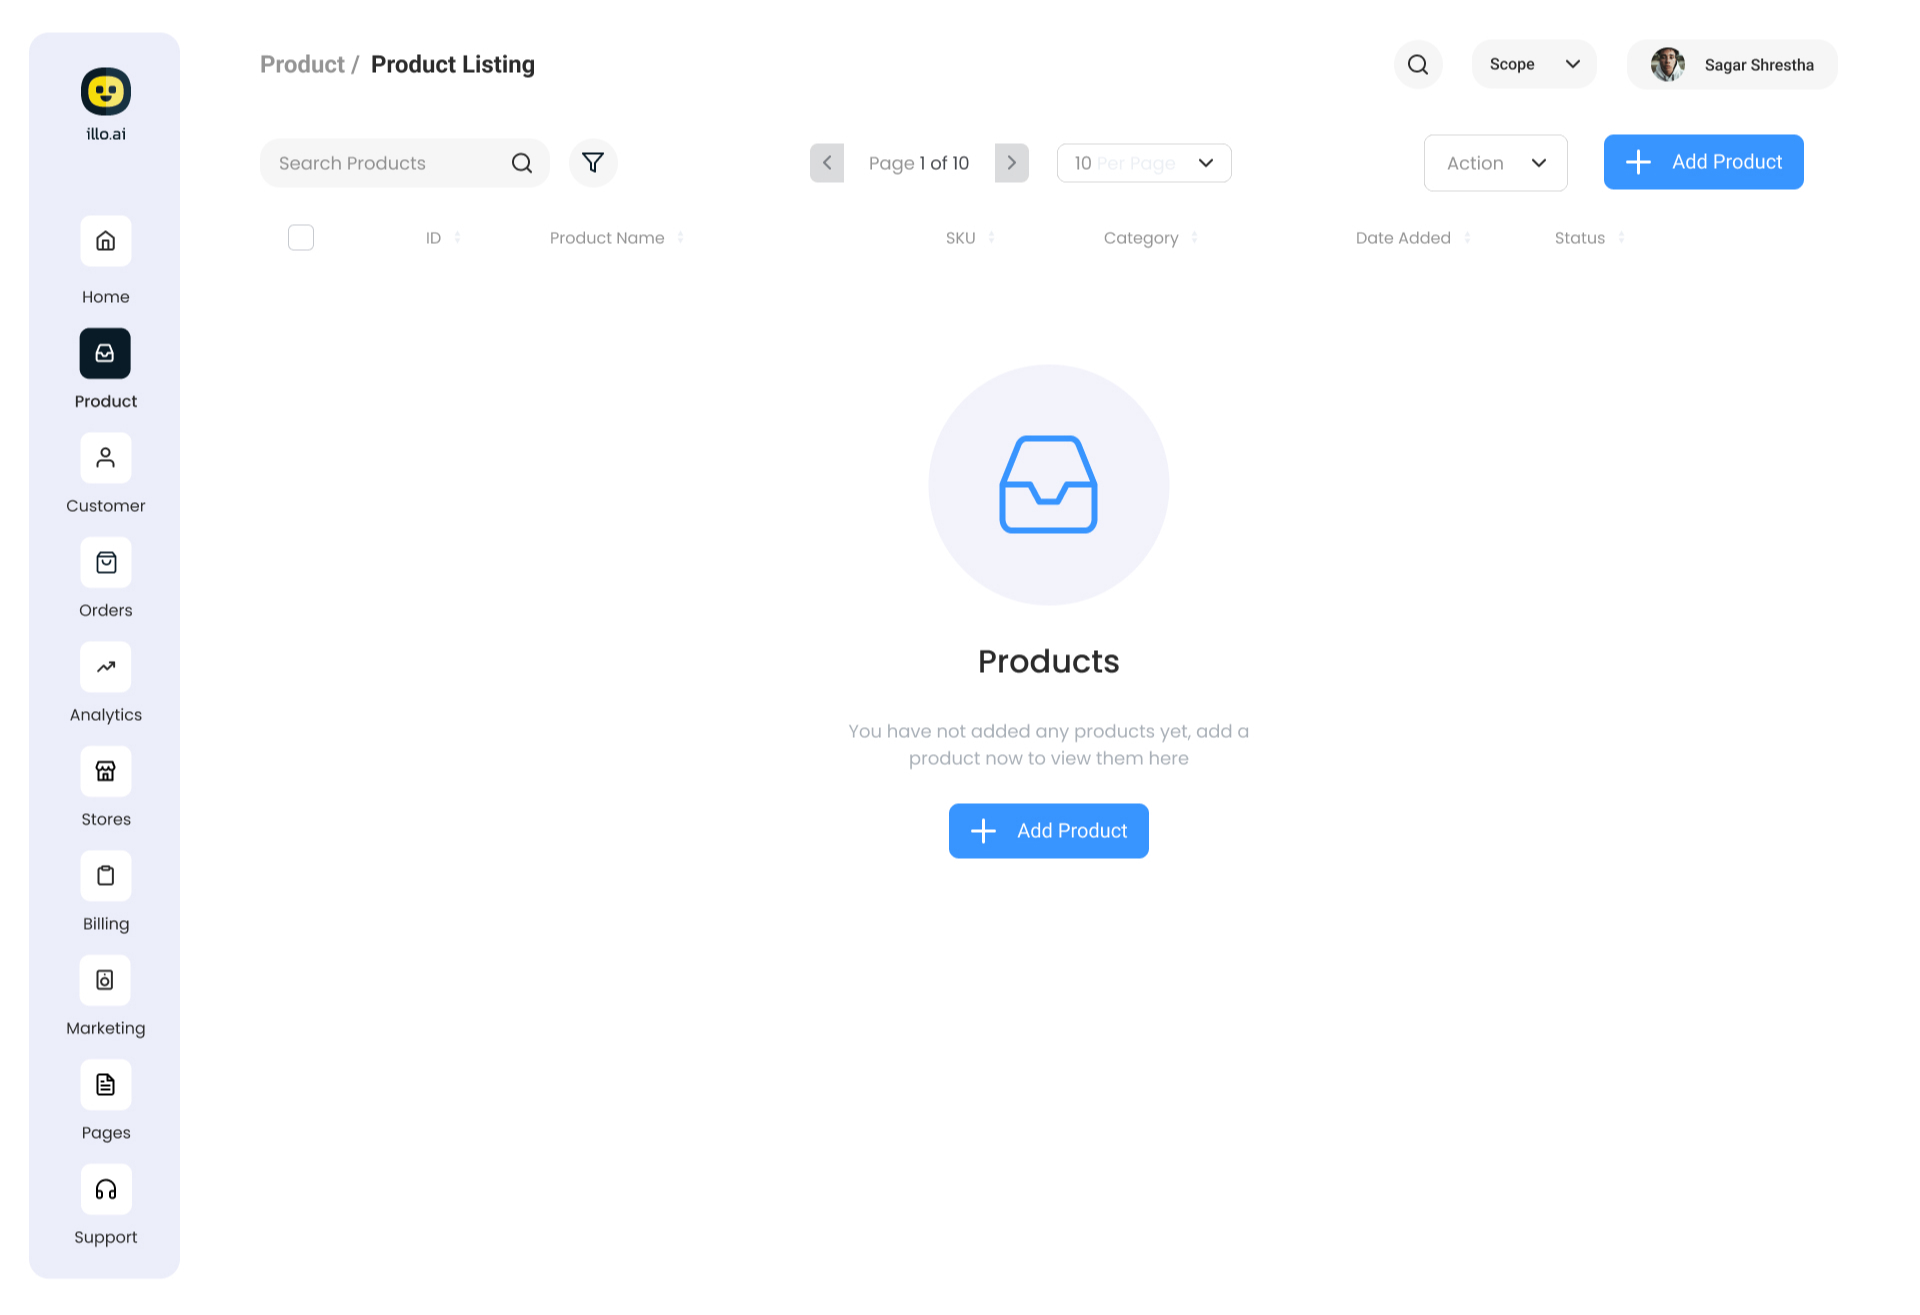 illo.ai
Home
Product
Customer
Orders
Analytics
Stores
Billing
Marketing
Pages
Support
Product / Product Listing
Scope
Sagar Shrestha
Search Products
Page 1 of 10
10 Per Page
Action
Add Product
ID
Product Name
SKU
Category
Date Added
Status
Products
You have not added any products yet, add a
product now to view them here
Add Product